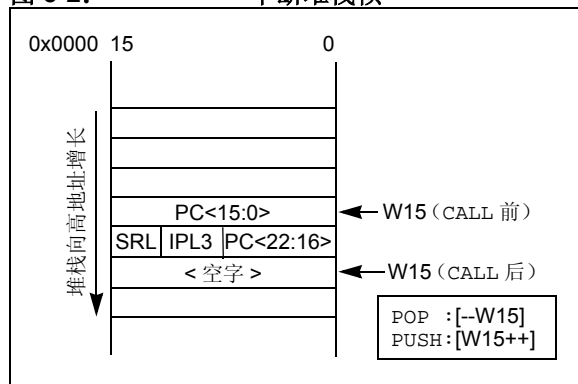 0x0000 15 0
堆栈向高地址增长
PC<15:0>
W15（CALL 前）
SRL IPL3 PC<22:16>
<空字>
W15（CALL 后）
POP :[--W15]
PUSH:[W15++]